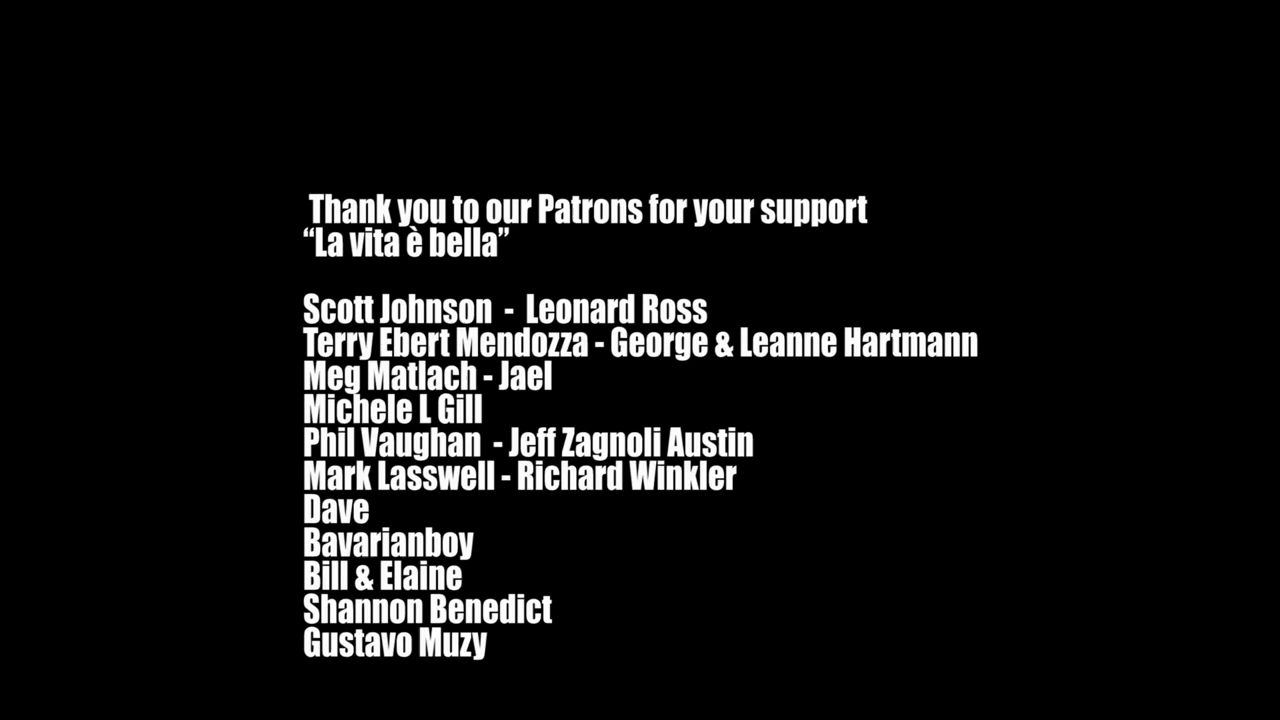 Thank you to our Patrons for your support
“La vita è bella”
Scott Johnson - Leonard Ross
Terry Ebert Mendozza - George & Leanne Hartmann
Meg Matlach - Jael
Michele L Gill
Phil Vaughan - Jeff Zagnoli Austin
Mark Lasswell - Richard Winkler
Dave
Bavarianboy
Bill & Elaine
Shannon Benedict
Gustavo Muzy